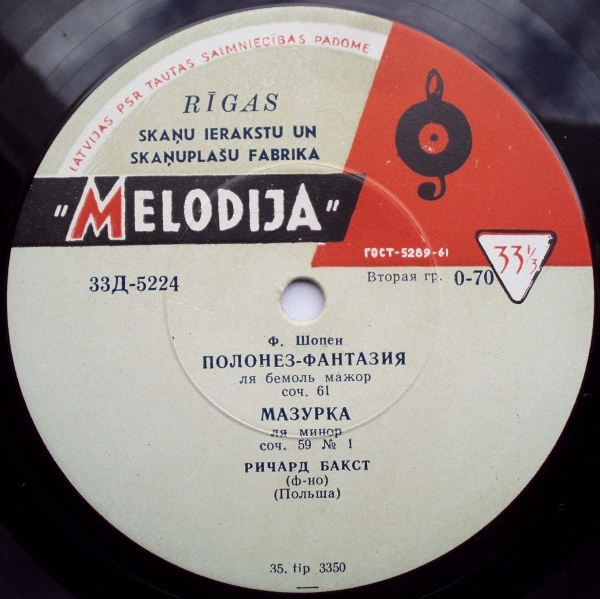 LATVIJAS PSR TAUTAS SAIMNIECĪBAS PADOME
RĪGAS
SKAŅU IERAKSTU UN
SKAŅUPLAŠU FABRIKA
"MELODIJA"
ГОСТ-5289-61
33Д-5224
Вторая гр. 0-70
33⅓
Ф. Шопен
ПОЛОНЕЗ-ФАНТАЗИЯ
ля бемоль мажор
соч. 61
МАЗУРКА
ля минор
соч. 59 № 1
РИЧАРД БАКСТ
(ф-но)
(Польша)
35. tip 3350